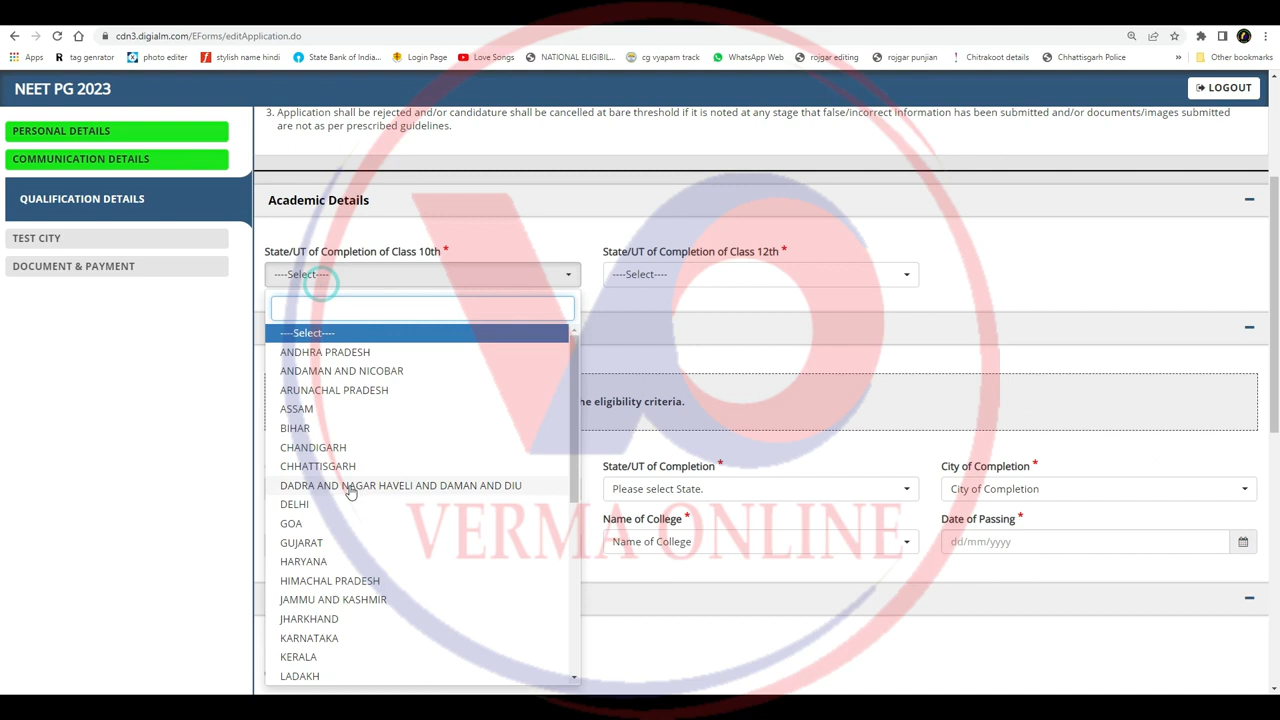 cdn3.digialm.com/EForms/editApplication.do
Apps
tag genrator
photo editer
stylish name hindi
State Bank of India...
Login Page
Love Songs
NATIONAL ELIGIBIL...
cg vyapam track
WhatsApp Web
rojgar editing
rojgar punjian
Chitrakoot details
Chhattisgarh Police
»
Other bookmarks
NEET PG 2023
LOGOUT
PERSONAL DETAILS
COMMUNICATION DETAILS
QUALIFICATION DETAILS
TEST CITY
DOCUMENT & PAYMENT
3. Application shall be rejected and/or candidature shall be cancelled at bare threshold if it is noted at any stage that false/incorrect information has been submitted and/or documents/images submitted
are not as per prescribed guidelines.
Academic Details
State/UT of Completion of Class 10th *
State/UT of Completion of Class 12th *
----Select----
----Select----
----Select----
ANDHRA PRADESH
ANDAMAN AND NICOBAR
ARUNACHAL PRADESH
ASSAM
BIHAR
CHANDIGARH
CHHATTISGARH
DADRA AND NAGAR HAVELI AND DAMAN AND DIU
DELHI
GOA
GUJARAT
HARYANA
HIMACHAL PRADESH
JAMMU AND KASHMIR
JHARKHAND
KARNATAKA
KERALA
LADAKH
he eligibility criteria.
State/UT of Completion *
City of Completion *
Please select State.
City of Completion
Name of College *
Date of Passing *
Name of College
dd/mm/yyyy
VERMA ONLINE